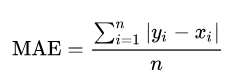 MAE = \frac{\sum_{i=1}^{n} |y_i - x_i|}{n}